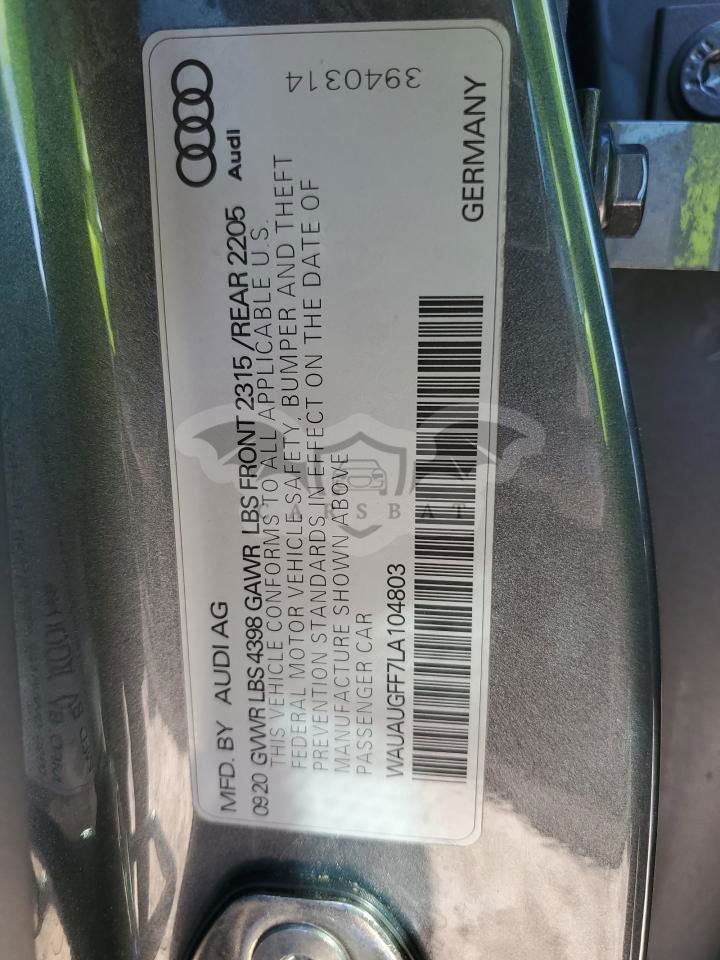 Audi
MFD. BY AUDI AG
0920 GVWR LBS 4398 GAWR LBS FRONT 2315 / REAR 2205
THIS VEHICLE CONFORMS TO ALL APPLICABLE U.S.
FEDERAL MOTOR VEHICLE SAFETY, BUMPER AND THEFT
PREVENTION STANDARDS IN EFFECT ON THE DATE OF
MANUFACTURE SHOWN ABOVE
PASSENGER CAR
WAUAUGFF7LA104803
GERMANY
3940314
CARSBAT